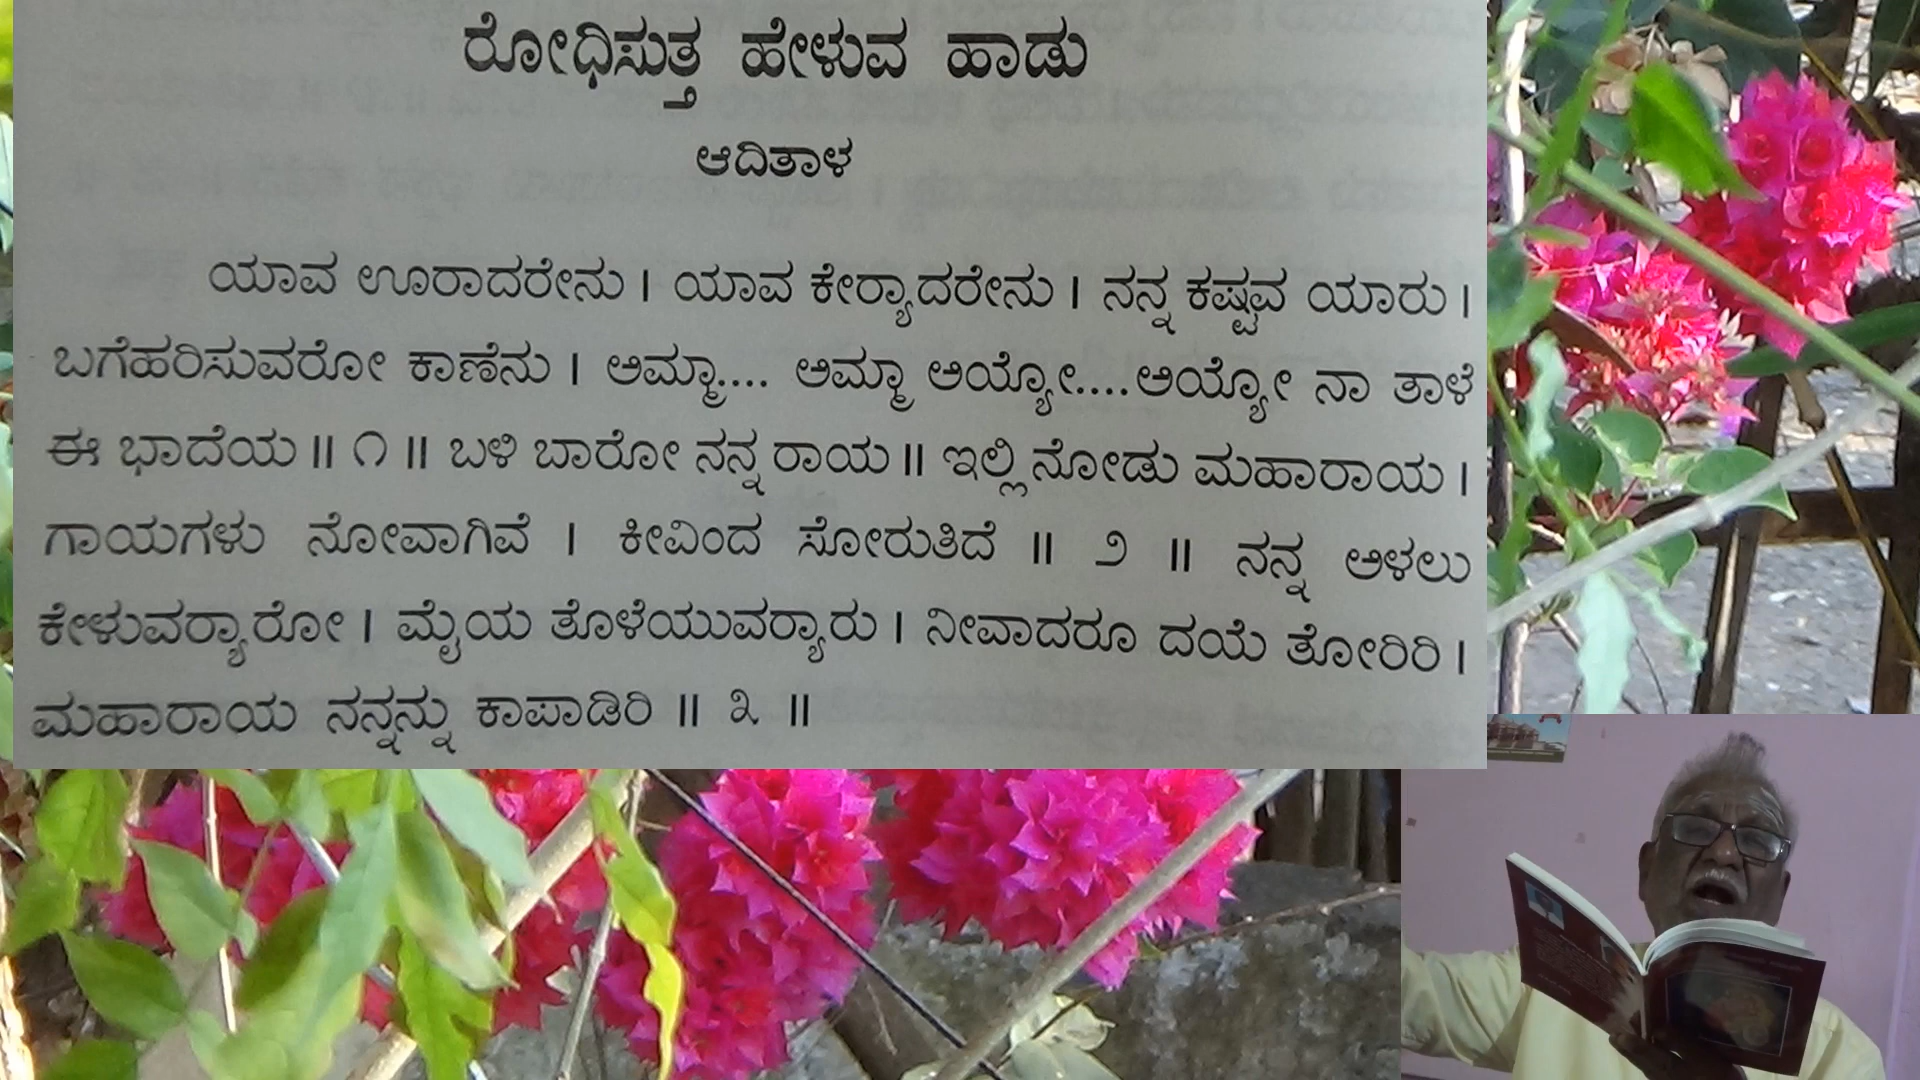 ರೋಧಿಸುತ್ತ ಹೇಳುವ ಹಾಡು
ಆದಿತಾಳ
ಯಾವ ಊರಾದರೇನು । ಯಾವ ಕೇರ‍್ಯಾದರೇನು । ನನ್ನ ಕಷ್ಟವ ಯಾರು ।
ಬಗೆಹರಿಸುವರೋ ಕಾಣೆನು । ಅಮ್ಮಾ.... ಅಮ್ಮಾ ಅಯ್ಯೋ....ಅಯ್ಯೋ ನಾ ತಾಳೆ
ಈ ಭಾದೆಯ ॥ ೧ ॥ ಬಳಿ ಬಾರೋ ನನ್ನ ರಾಯ ॥ ಇಲ್ಲಿ ನೋಡು ಮಹಾರಾಯ ।
ಗಾಯಗಳು ನೋವಾಗಿವೆ । ಕೀವಿಂದ ಸೋರುತಿದೆ ॥ ೨ ॥ ನನ್ನ ಅಳಲು
ಕೇಳುವರ‍್ಯಾರೋ । ಮೈಯ ತೊಳೆಯುವರ‍್ಯಾರು । ನೀವಾದರೂ ದಯೆ ತೋರಿರಿ ।
ಮಹಾರಾಯ ನನ್ನನ್ನು ಕಾಪಾಡಿರಿ ॥ ೩ ॥